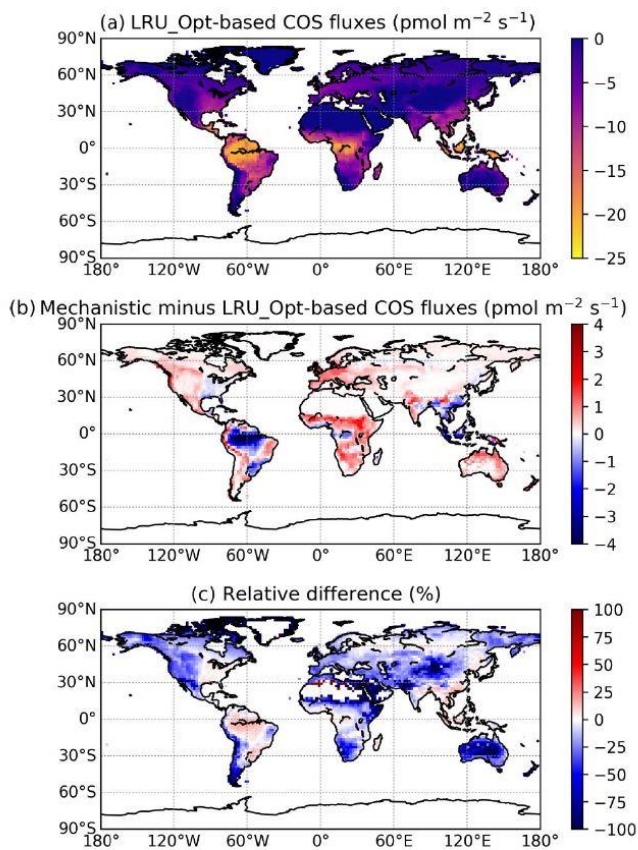 (a) LRU_Opt-based COS fluxes (pmol m⁻² s⁻¹)
90°N
60°N
30°N
0°
30°S
60°S
90°S
180° 120°W 60°W 0° 60°E 120°E 180°
0
−5
−10
−15
−20
−25
(b) Mechanistic minus LRU_Opt-based COS fluxes (pmol m⁻² s⁻¹)
90°N
60°N
30°N
0°
30°S
60°S
90°S
180° 120°W 60°W 0° 60°E 120°E 180°
4
3
2
1
0
−1
−2
−3
−4
(c) Relative difference (%)
90°N
60°N
30°N
0°
30°S
60°S
90°S
180° 120°W 60°W 0° 60°E 120°E 180°
100
75
50
25
0
−25
−50
−75
−100